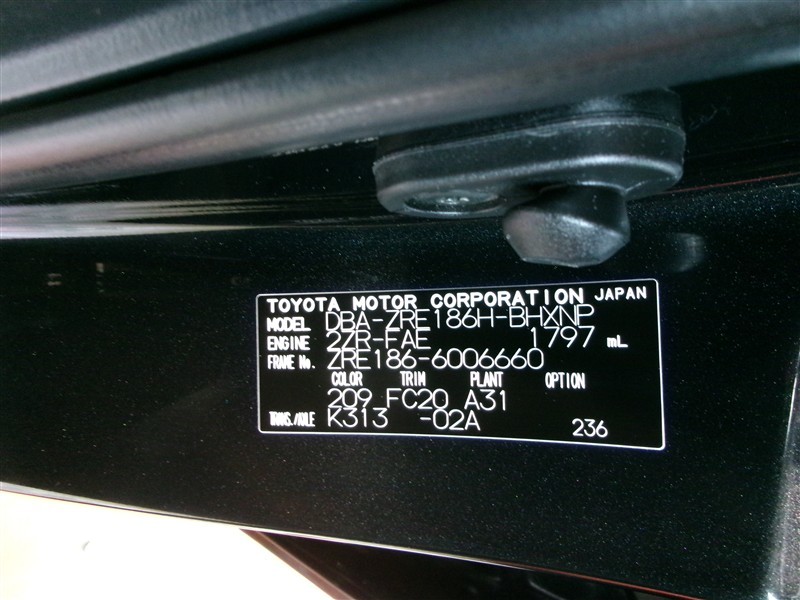 TOYOTA MOTOR CORPORATION JAPAN
MODEL DBA-ZRE186H-BHXNP
ENGINE 2ZR-FAE 1797 mL
FRAME No. ZRE186-6006660
COLOR TRIM PLANT OPTION
209 FC20 A31
TRANS./AXLE K313 -02A 236